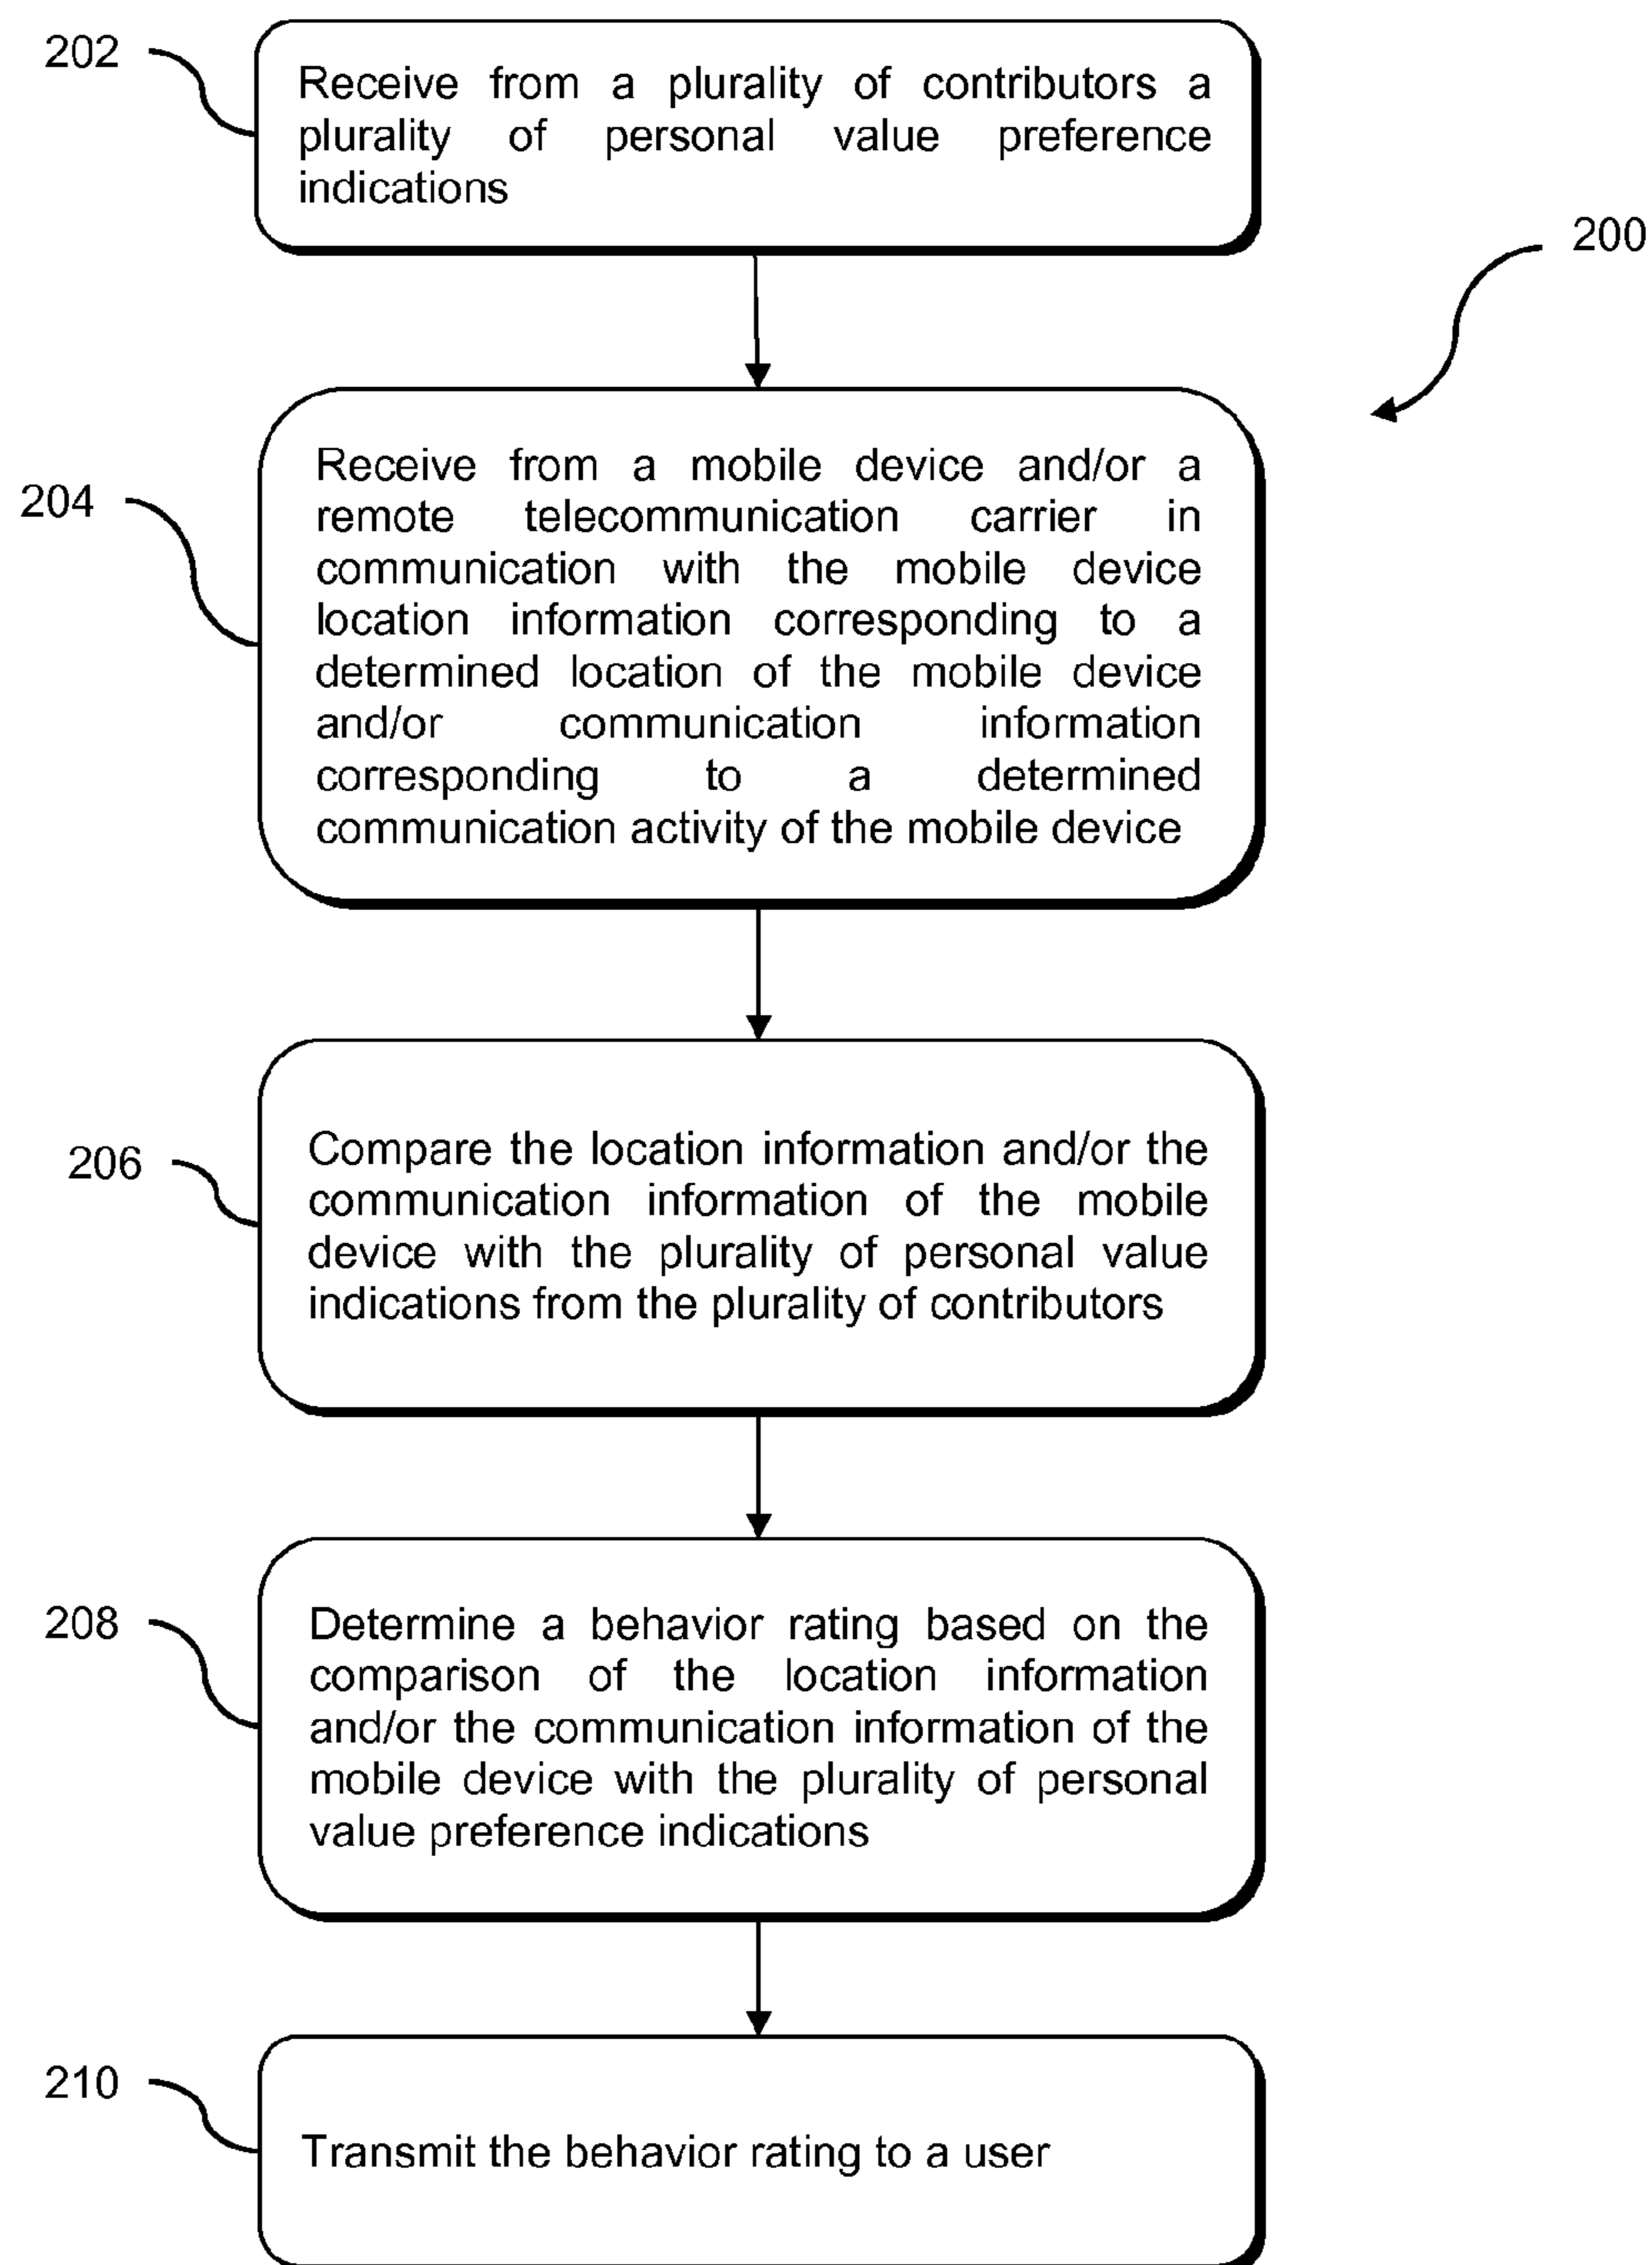 202
Receive from a plurality of contributors a
plurality of personal value preference
indications
200
204
Receive from a mobile device and/or a
remote telecommunication carrier in
communication with the mobile device
location information corresponding to a
determined location of the mobile device
and/or communication information
corresponding to a determined
communication activity of the mobile device
206
Compare the location information and/or the
communication information of the mobile
device with the plurality of personal value
indications from the plurality of contributors
208
Determine a behavior rating based on the
comparison of the location information
and/or the communication information of the
mobile device with the plurality of personal
value preference indications
210
Transmit the behavior rating to a user